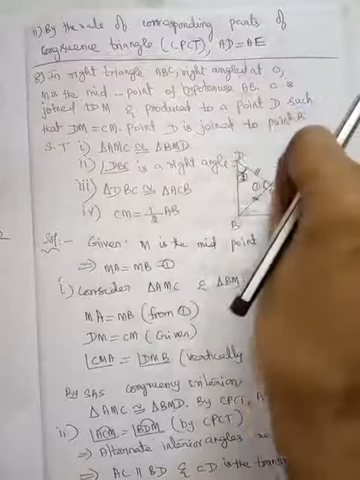 ii) By the rule of corresponding parts of
congruence triangle (CPCT), AD = AE
8) In right triangle ABC, right angled at C,
M is the mid-point of hypotenuse AB. C is
joined to M & produced to a point D such
that DM = CM. Point D is joined to point B.
S.T i) ΔAMC ≅ ΔBMD
ii) ∠DBC is a right angle
iii) ΔDBC ≅ ΔACB
iv) CM = 1/2 AB
D
B
Sol:- Given: M is the mid point
⇒ MA = MB -①
i) Consider ΔAMC & ΔBM
MA = MB (from ①)
DM = CM (Given)
∠CMA = ∠DMB (vertically
By SAS congruency criterion
ΔAMC ≅ ΔBMD. By CPCT, A
ii) ∠ACM = ∠BDM (by CPCT)
⇒ Alternate interior angles
⇒ AC ∥ BD & CD is the trans